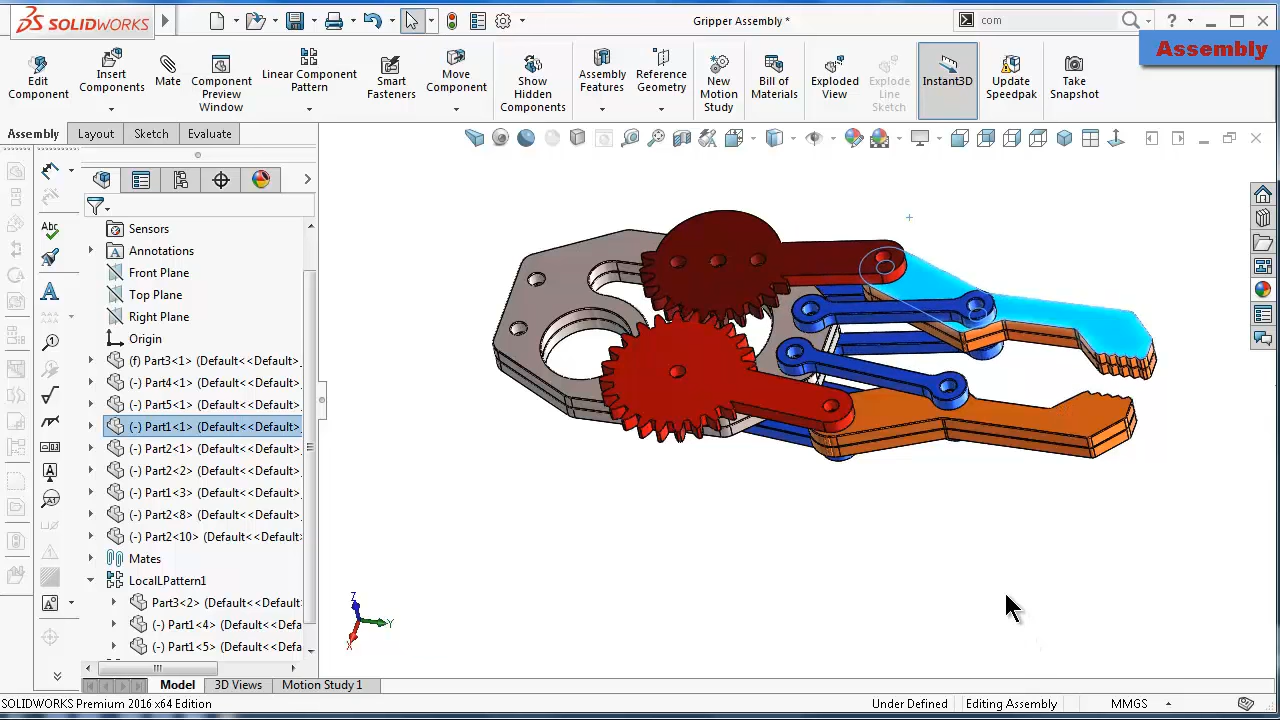 SOLIDWORKS
Gripper Assembly *
com
Assembly
Edit Component
Insert Components
Mate
Component Preview Window
Linear Component Pattern
Smart Fasteners
Move Component
Show Hidden Components
Assembly Features
Reference Geometry
New Motion Study
Bill of Materials
Exploded View
Explode Line Sketch
Instant3D
Update Speedpak
Take Snapshot
Assembly
Layout
Sketch
Evaluate
Sensors
Annotations
Front Plane
Top Plane
Right Plane
Origin
(f) Part3<1> (Default<<Default>.
(-) Part4<1> (Default<<Default>.
(-) Part5<1> (Default<<Default>.
(-) Part1<1> (Default<<Default>.
(-) Part2<1> (Default<<Default>.
(-) Part2<2> (Default<<Default>.
(-) Part1<3> (Default<<Default>.
(-) Part2<8> (Default<<Default>.
(-) Part2<10> (Default<<Default>
Mates
LocalLPattern1
Part3<2> (Default<<Default
(-) Part1<4> (Default<<Defa
(-) Part1<5> (Default<<Defa
Abc
A
Z
Y
X
Model
3D Views
Motion Study 1
SOLIDWORKS Premium 2016 x64 Edition
Under Defined
Editing Assembly
MMGS